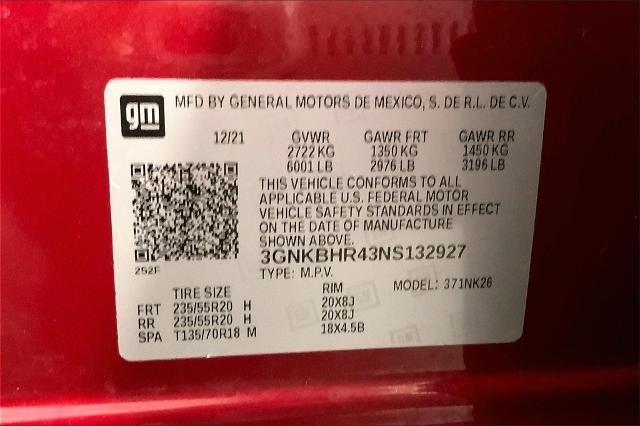 gm MFD BY GENERAL MOTORS DE MEXICO, S. DE R.L. DE C.V.
12/21 GVWR GAWR FRT GAWR RR
2722 KG 1350 KG 1450 KG
6001 LB 2976 LB 3196 LB
THIS VEHICLE CONFORMS TO ALL
APPLICABLE U.S. FEDERAL MOTOR
VEHICLE SAFETY STANDARDS IN EFFECT
ON THE DATE OF MANUFACTURE
SHOWN ABOVE.
3GNKBHR43NS132927
252F
TYPE: M.P.V. MODEL: 371NK26
TIRE SIZE RIM
FRT 235/55R20 H 20X8J
RR 235/55R20 H 20X8J
SPA T135/70R18 M 18X4.5B